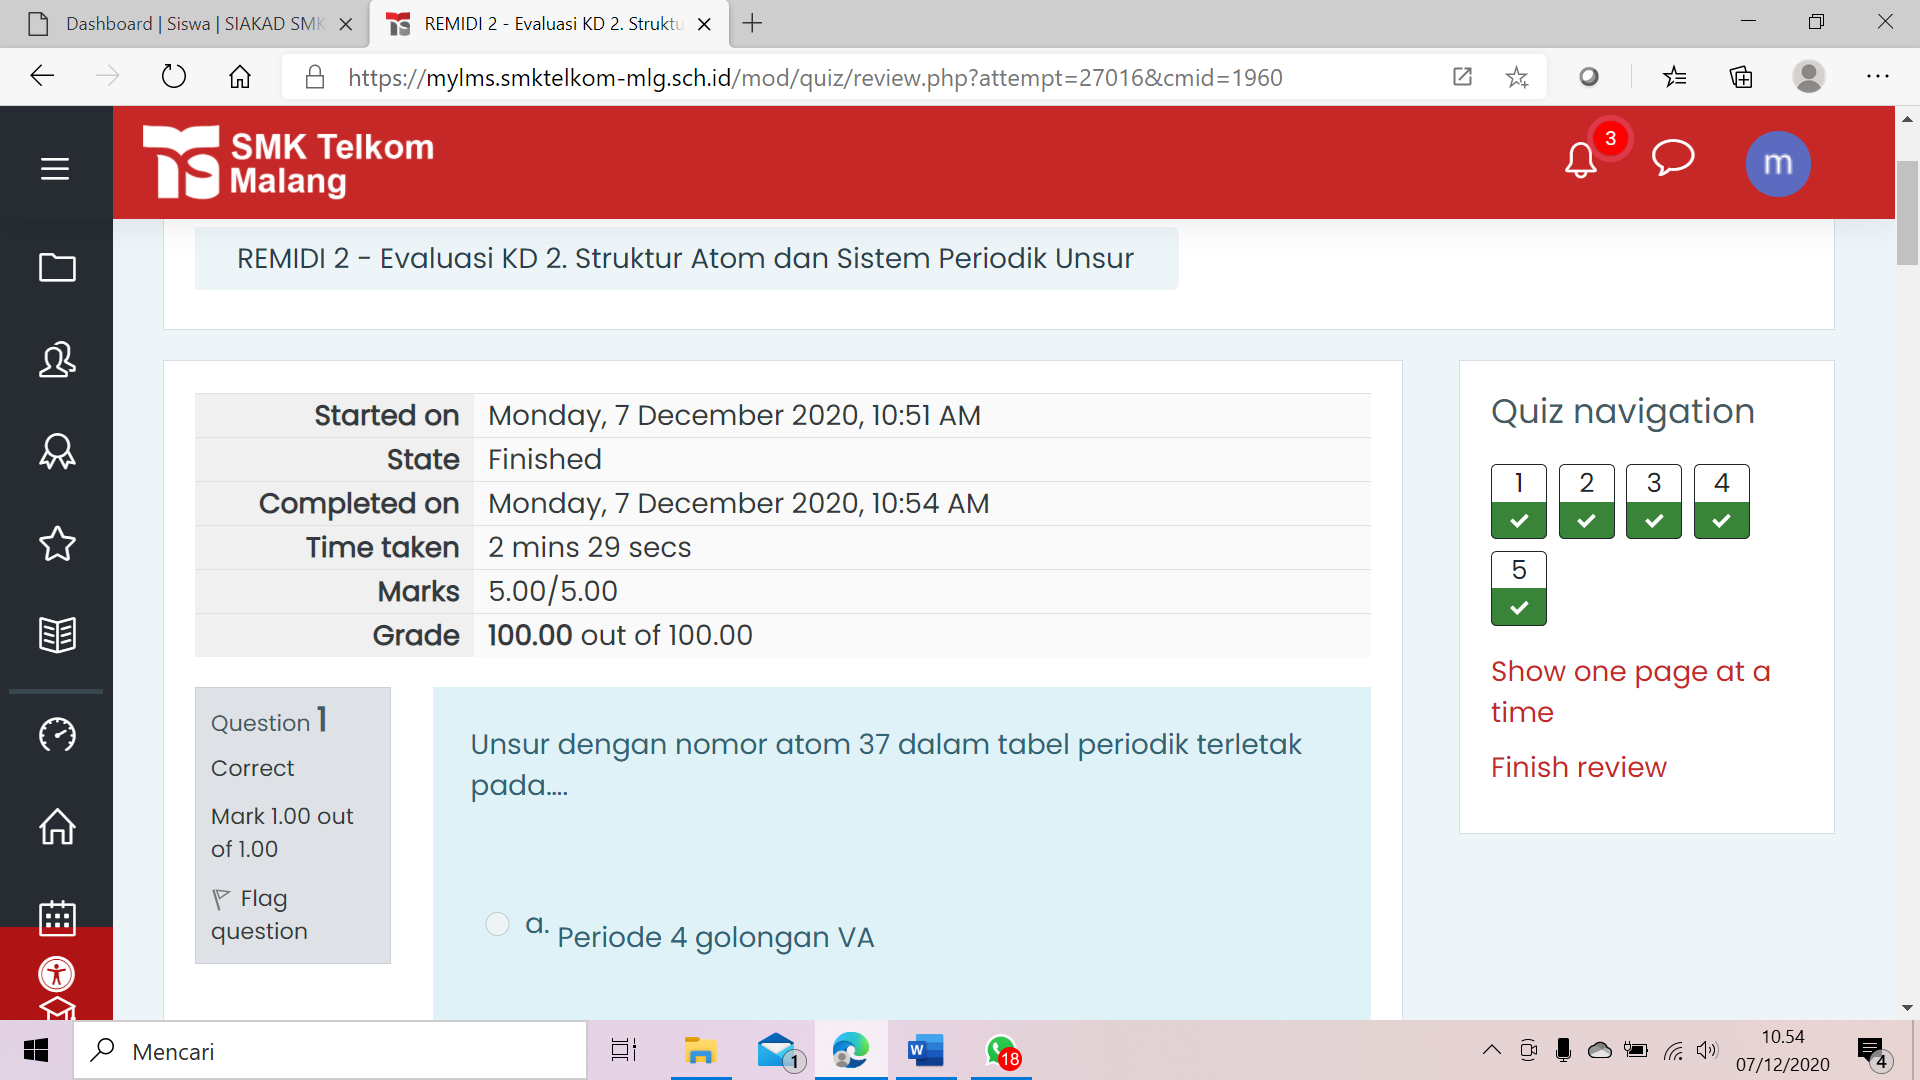 Dashboard | Siswa | SIAKAD SMK
REMIDI 2 - Evaluasi KD 2. Struktu
https://mylms.smktelkom-mlg.sch.id/mod/quiz/review.php?attempt=27016&cmid=1960
SMK Telkom
Malang
3
m
REMIDI 2 - Evaluasi KD 2. Struktur Atom dan Sistem Periodik Unsur
Started on Monday, 7 December 2020, 10:51 AM
State Finished
Completed on Monday, 7 December 2020, 10:54 AM
Time taken 2 mins 29 secs
Marks 5.00/5.00
Grade 100.00 out of 100.00
Quiz navigation
1 2 3 4
5
Show one page at a
time
Finish review
Question 1
Correct
Mark 1.00 out
of 1.00
Flag
question
Unsur dengan nomor atom 37 dalam tabel periodik terletak
pada....
a. Periode 4 golongan VA
Mencari
1
W
18
10.54
07/12/2020
4